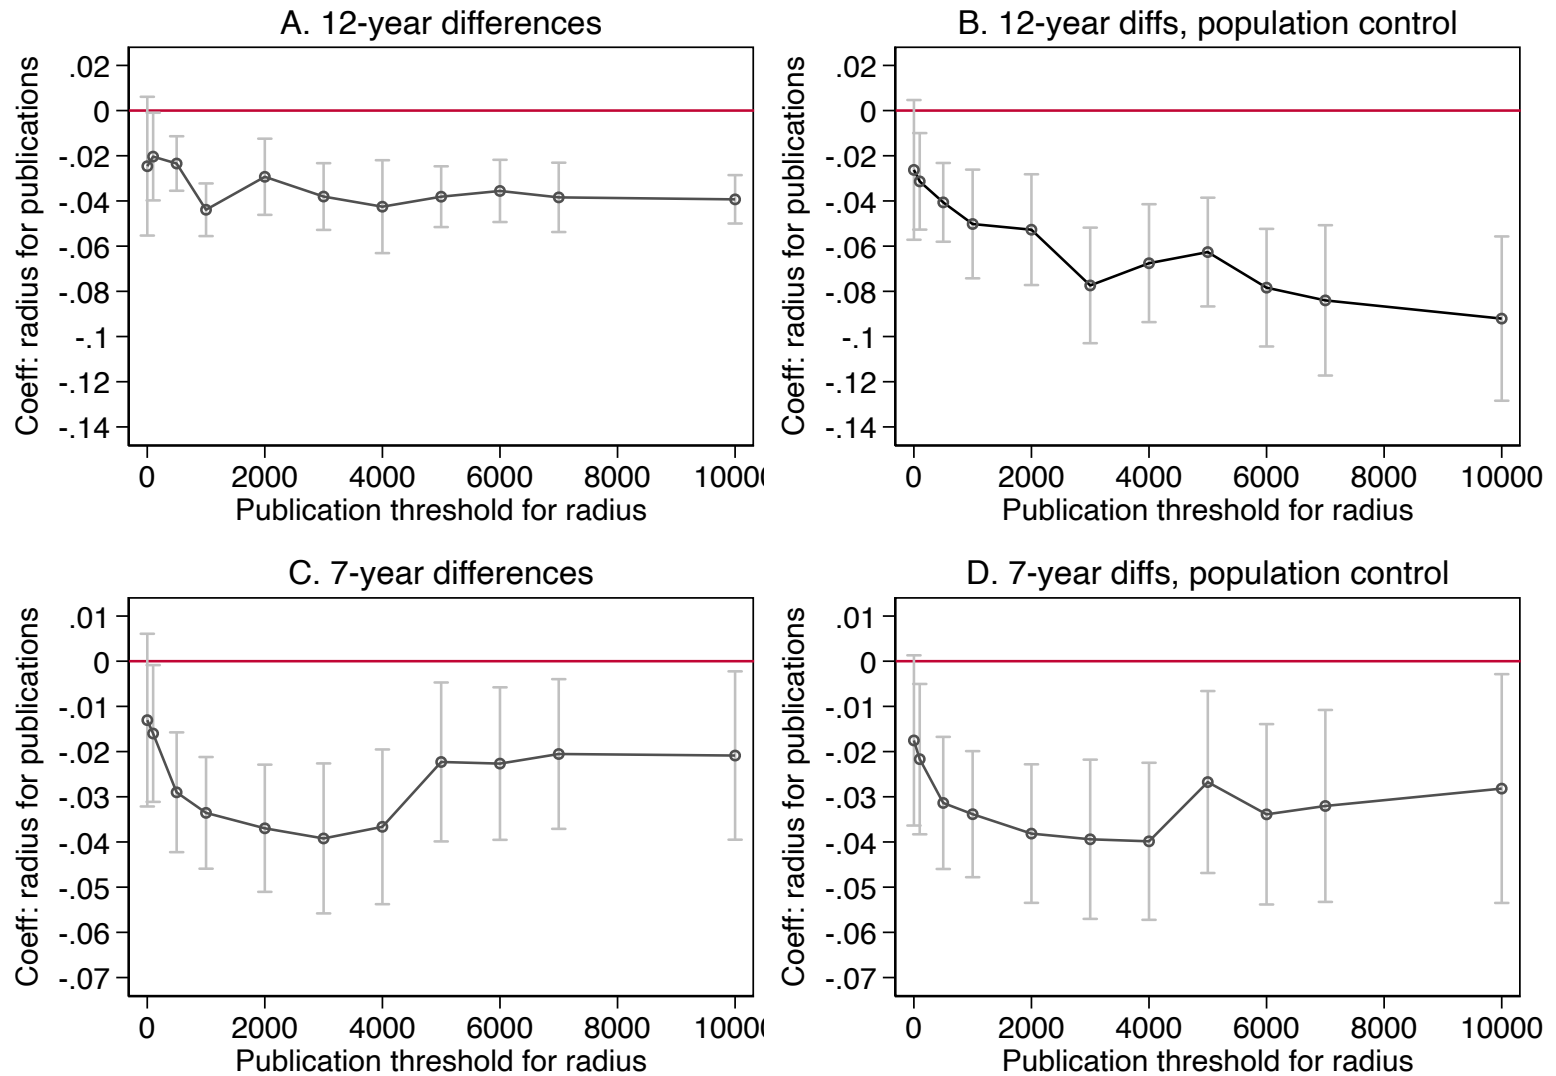 A. 12-year differences
Coeff: radius for publications
.02
0
-.02
-.04
-.06
-.08
-.1
-.12
-.14
0 2000 4000 6000 8000 1000
Publication threshold for radius
B. 12-year diffs, population control
Coeff: radius for publications
.02
0
-.02
-.04
-.06
-.08
-.1
-.12
-.14
0 2000 4000 6000 8000 10000
Publication threshold for radius
C. 7-year differences
Coeff: radius for publications
.01
0
-.01
-.02
-.03
-.04
-.05
-.06
-.07
0 2000 4000 6000 8000 1000
Publication threshold for radius
D. 7-year diffs, population control
Coeff: radius for publications
.01
0
-.01
-.02
-.03
-.04
-.05
-.06
-.07
0 2000 4000 6000 8000 10000
Publication threshold for radius